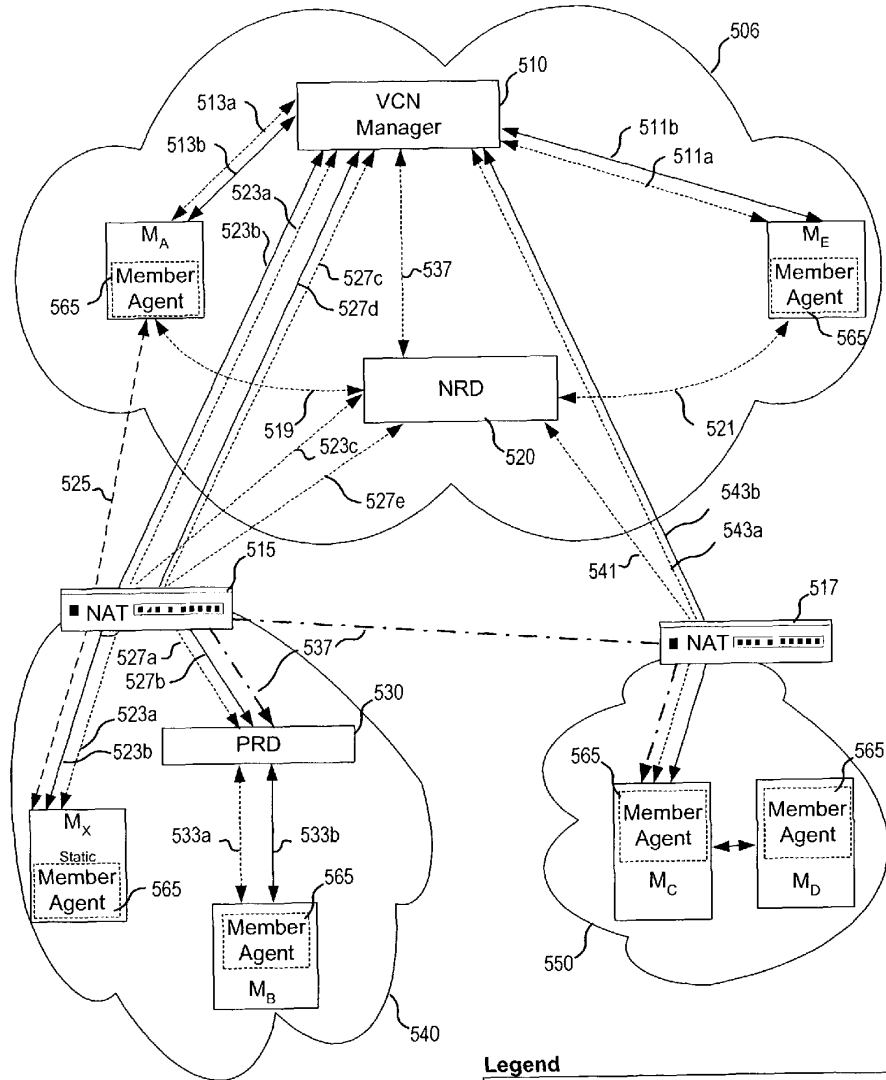 506
510
VCN
Manager
513a
513b
511b
511a
523a
523b
M_A
Member
Agent
565
527c
527d
537
M_E
Member
Agent
565
NRD
519
523c
520
521
527e
525
543b
543a
541
515
NAT
517
NAT
527a
527b
537
530
PRD
523a
523b
533a
533b
M_X
Static
Member
Agent
565
565
Member
Agent
M_B
540
565
565
Member
Agent
M_C
Member
Agent
M_D
550
Legend